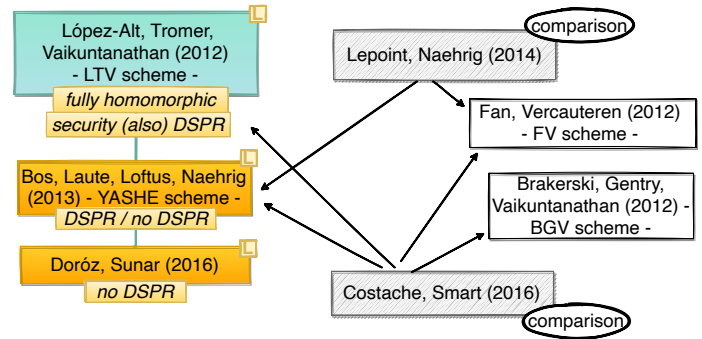 L
López-Alt, Tromer,
Vaikuntanathan (2012)
- LTV scheme -
fully homomorphic
security (also) DSPR
L
Bos, Laute, Loftus, Naehrig
(2013) - YASHE scheme -
DSPR / no DSPR
L
Doröz, Sunar (2016)
no DSPR
comparison
Lepoint, Naehrig (2014)
Fan, Vercauteren (2012)
- FV scheme -
Brakerski, Gentry,
Vaikuntanathan (2012) -
BGV scheme -
Costache, Smart (2016)
comparison